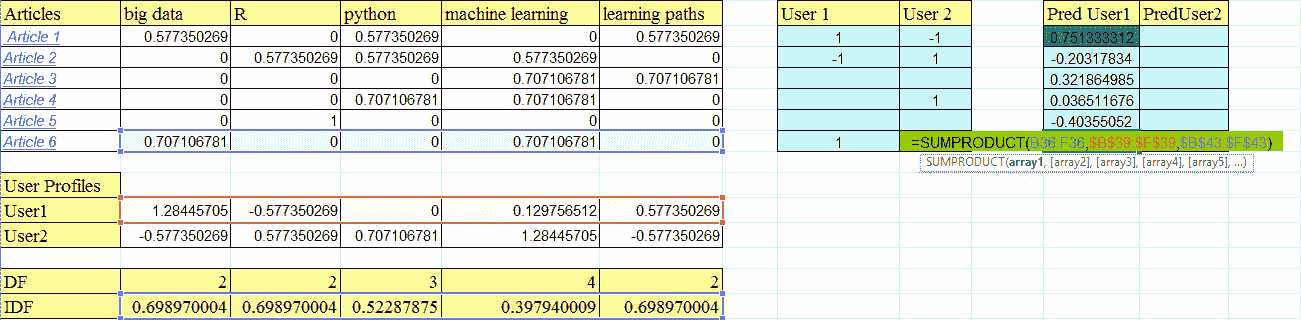 Articles big data R python machine learning learning paths User 1 User 2 Pred User1 PredUser2
Article 1 0.577350269 0 0.577350269 0 0.577350269 1 -1 0.751333312
Article 2 0 0.577350269 0.577350269 0.577350269 0 -1 1 -0.20317834
Article 3 0 0 0 0.707106781 0.707106781 0.321864985
Article 4 0 0 0.707106781 0.707106781 0 1 0.036511676
Article 5 0 1 0 0 0 -0.40355052
Article 6 0.707106781 0 0 0.707106781 0 1 =SUMPRODUCT(B36:F36,$B$39:$F$39,$B$43:$F$43)
SUMPRODUCT(array1, [array2], [array3], [array4], [array5], ...)
User Profiles
User1 1.28445705 -0.577350269 0 0.129756512 0.577350269
User2 -0.577350269 0.577350269 0.707106781 1.28445705 -0.577350269
DF 2 2 3 4 2
IDF 0.698970004 0.698970004 0.52287875 0.397940009 0.698970004